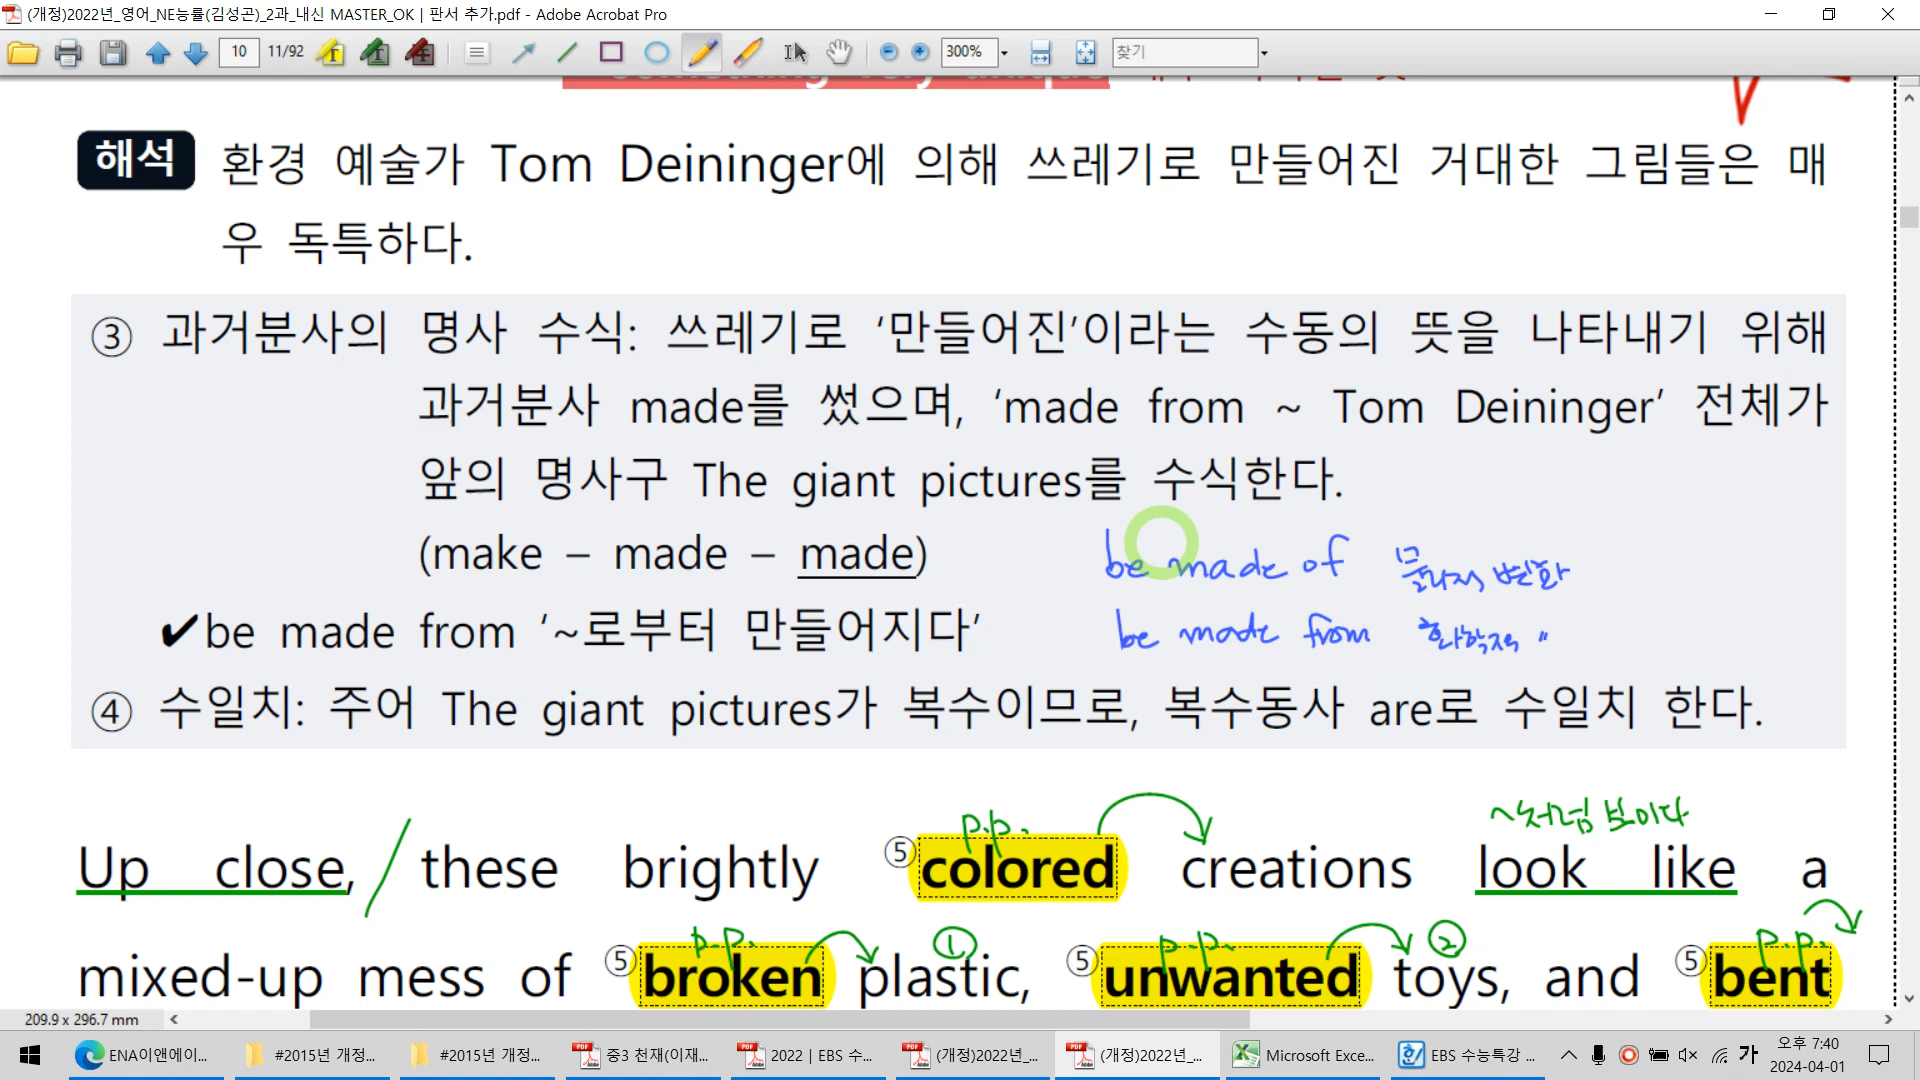 (개정)2022년_영어_NE능률(김성곤)_2과_내신 MASTER_OK | 판서 추가.pdf - Adobe Acrobat Pro
10 11/92 300% 찾기
해석 환경 예술가 Tom Deininger에 의해 쓰레기로 만들어진 거대한 그림들은 매
우 독특하다.
③ 과거분사의 명사 수식: 쓰레기로 ‘만들어진’이라는 수동의 뜻을 나타내기 위해
과거분사 made를 썼으며, ‘made from ~ Tom Deininger’ 전체가
앞의 명사구 The giant pictures를 수식한다.
(make – made – made)
be made of 물리적 변화
✔be made from ‘~로부터 만들어지다’
be made from 화학적 〃
④ 수일치: 주어 The giant pictures가 복수이므로, 복수동사 are로 수일치 한다.
p.p. ~처럼 보이다
Up close, / these brightly ⑤colored creations look like a
p.p. ① p.p. ② p.p.
mixed-up mess of ⑤broken plastic, ⑤unwanted toys, and ⑤bent
209.9 x 296.7 mm
ENA이앤에이... #2015년 개정... #2015년 개정... 중3 천재(이재... 2022 | EBS 수... (개정)2022년_... (개정)2022년_... Microsoft Exce... EBS 수능특강 ... 가 오후 7:40
2024-04-01